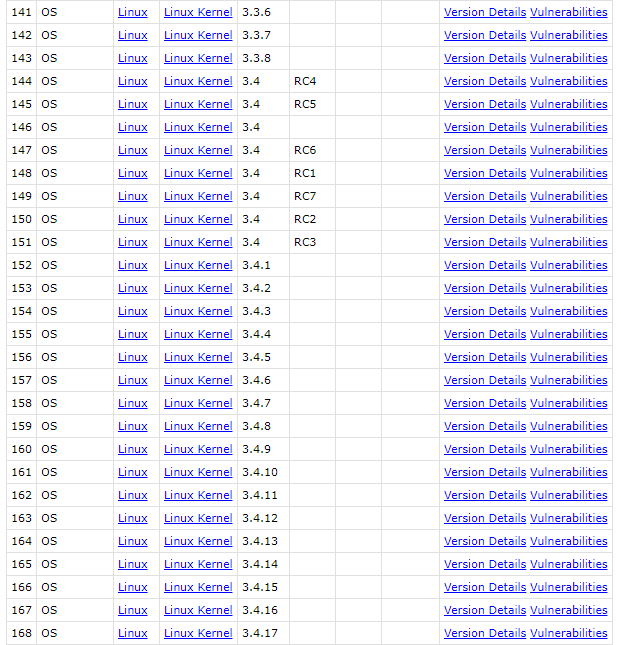 141 OS Linux Linux Kernel 3.3.6 Version Details Vulnerabilities
142 OS Linux Linux Kernel 3.3.7 Version Details Vulnerabilities
143 OS Linux Linux Kernel 3.3.8 Version Details Vulnerabilities
144 OS Linux Linux Kernel 3.4 RC4 Version Details Vulnerabilities
145 OS Linux Linux Kernel 3.4 RC5 Version Details Vulnerabilities
146 OS Linux Linux Kernel 3.4 Version Details Vulnerabilities
147 OS Linux Linux Kernel 3.4 RC6 Version Details Vulnerabilities
148 OS Linux Linux Kernel 3.4 RC1 Version Details Vulnerabilities
149 OS Linux Linux Kernel 3.4 RC7 Version Details Vulnerabilities
150 OS Linux Linux Kernel 3.4 RC2 Version Details Vulnerabilities
151 OS Linux Linux Kernel 3.4 RC3 Version Details Vulnerabilities
152 OS Linux Linux Kernel 3.4.1 Version Details Vulnerabilities
153 OS Linux Linux Kernel 3.4.2 Version Details Vulnerabilities
154 OS Linux Linux Kernel 3.4.3 Version Details Vulnerabilities
155 OS Linux Linux Kernel 3.4.4 Version Details Vulnerabilities
156 OS Linux Linux Kernel 3.4.5 Version Details Vulnerabilities
157 OS Linux Linux Kernel 3.4.6 Version Details Vulnerabilities
158 OS Linux Linux Kernel 3.4.7 Version Details Vulnerabilities
159 OS Linux Linux Kernel 3.4.8 Version Details Vulnerabilities
160 OS Linux Linux Kernel 3.4.9 Version Details Vulnerabilities
161 OS Linux Linux Kernel 3.4.10 Version Details Vulnerabilities
162 OS Linux Linux Kernel 3.4.11 Version Details Vulnerabilities
163 OS Linux Linux Kernel 3.4.12 Version Details Vulnerabilities
164 OS Linux Linux Kernel 3.4.13 Version Details Vulnerabilities
165 OS Linux Linux Kernel 3.4.14 Version Details Vulnerabilities
166 OS Linux Linux Kernel 3.4.15 Version Details Vulnerabilities
167 OS Linux Linux Kernel 3.4.16 Version Details Vulnerabilities
168 OS Linux Linux Kernel 3.4.17 Version Details Vulnerabilities